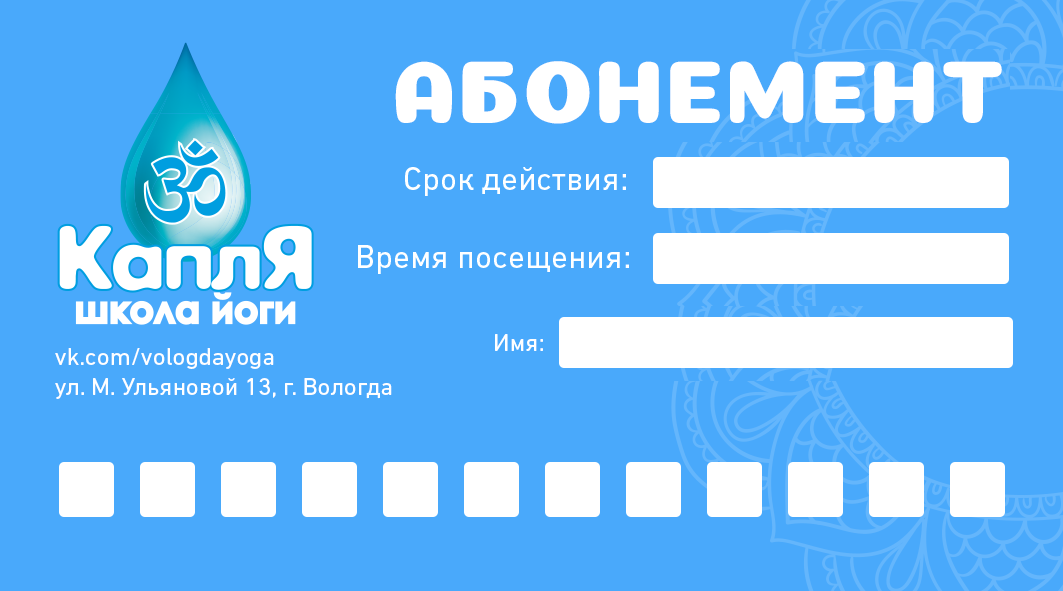 АБОНЕМЕНТ
Срок действия:
Время посещения:
Имя:
ॐ
Капля
школа йоги
vk.com/vologdayoga
ул. М. Ульяновой 13, г. Вологда